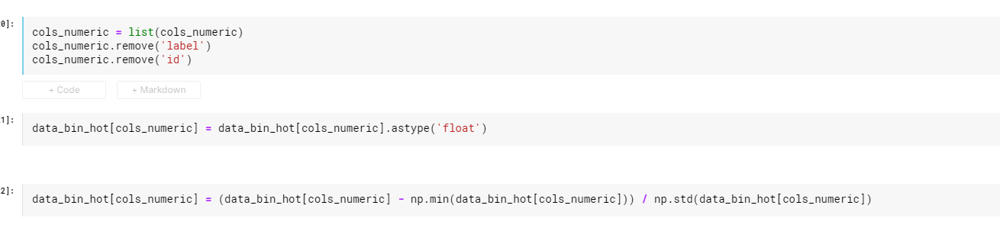 0]:
cols_numeric = list(cols_numeric)
cols_numeric.remove('label')
cols_numeric.remove('id')
+ Code + Markdown
1]:
data_bin_hot[cols_numeric] = data_bin_hot[cols_numeric].astype('float')
2]:
data_bin_hot[cols_numeric] = (data_bin_hot[cols_numeric] - np.min(data_bin_hot[cols_numeric])) / np.std(data_bin_hot[cols_numeric])